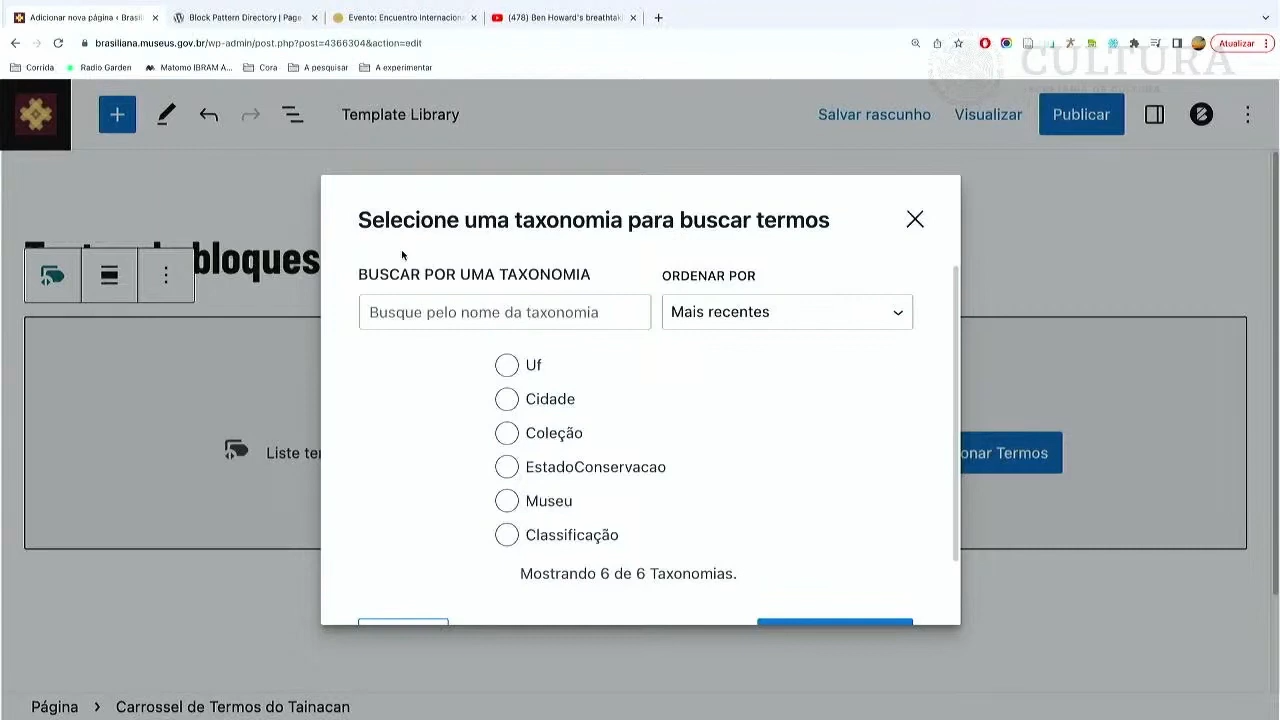 Adicionar nova página < Brasil
Block Pattern Directory | Page
Evento: Encuentro Internacion
(478) Ben Howard's breathtak
brasiliana.museus.gov.br/wp-admin/post.php?post=4366304&action=edit
Atualizar
Corrida
Radio Garden
Matomo IBRAM A...
Cora
A pesquisar
A experimentar
CULTURA
SECRETARÍA DE CULTURA
Template Library
Salvar rascunho
Visualizar
Publicar
Selecione uma taxonomia para buscar termos
bloques
BUSCAR POR UMA TAXONOMIA
ORDENAR POR
Busque pelo nome da taxonomia
Mais recentes
Uf
Cidade
Coleção
EstadoConservacao
Museu
Classificação
Liste ter
onar Termos
Mostrando 6 de 6 Taxonomias.
Página > Carrossel de Termos do Tainacan